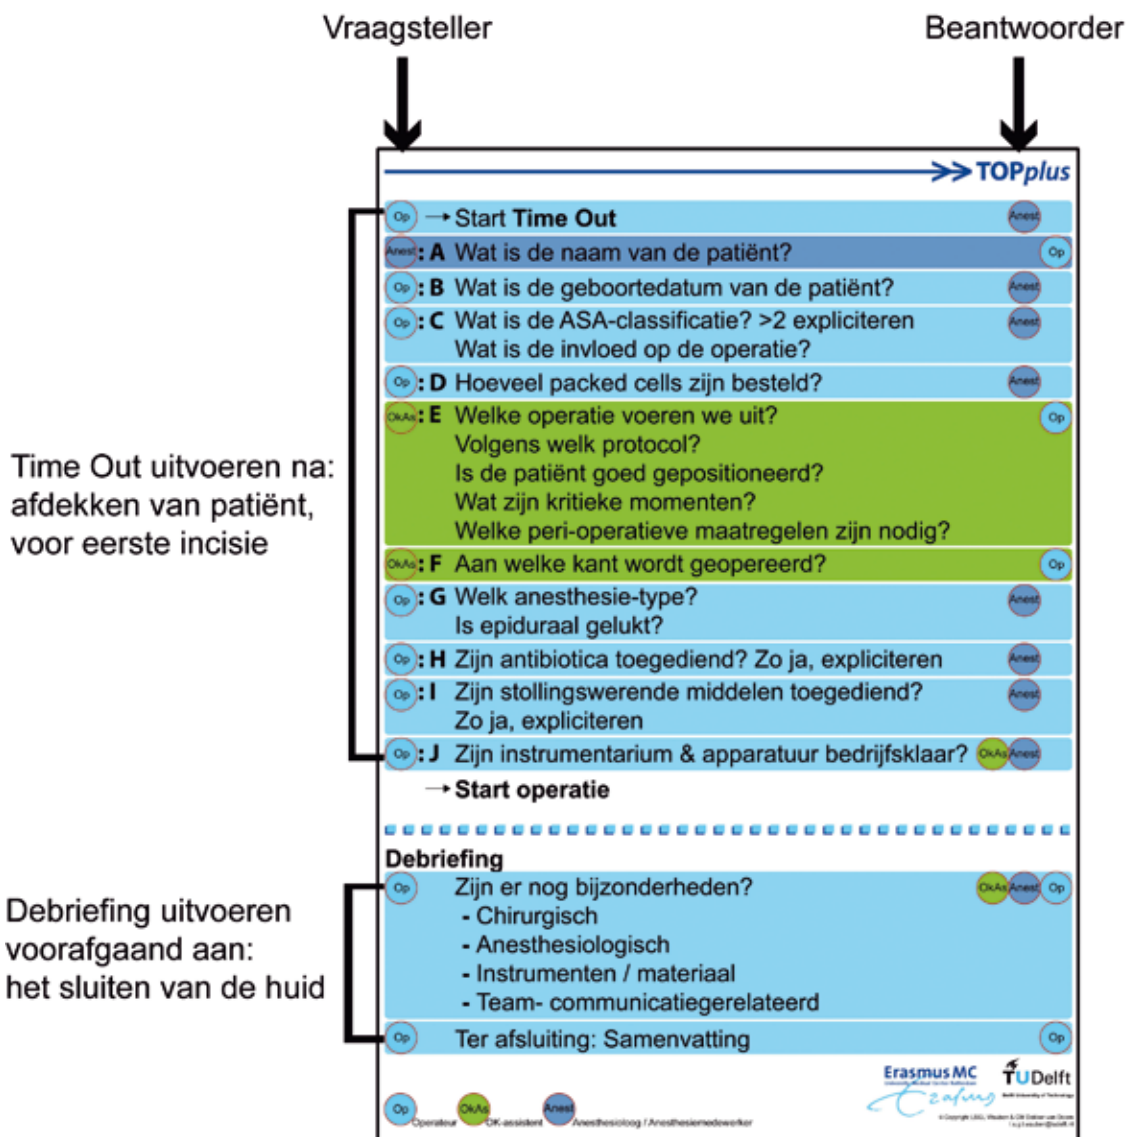 Vraagsteller
Beantwoorder
TOPplus
Op → Start Time Out Anest
Anest : A Wat is de naam van de patiënt? Op
Op : B Wat is de geboortedatum van de patiënt? Anest
Op : C Wat is de ASA-classificatie? >2 expliciteren Anest
Wat is de invloed op de operatie?
Op : D Hoeveel packed cells zijn besteld? Anest
OkAs : E Welke operatie voeren we uit? Op
Volgens welk protocol?
Is de patiënt goed gepositioneerd?
Wat zijn kritieke momenten?
Welke peri-operatieve maatregelen zijn nodig?
OkAs : F Aan welke kant wordt geopereerd? Op
Op : G Welk anesthesie-type? Anest
Is epiduraal gelukt?
Op : H Zijn antibiotica toegediend? Zo ja, expliciteren Anest
Op : I Zijn stollingswerende middelen toegediend? Anest
Zo ja, expliciteren
Op : J Zijn instrumentarium & apparatuur bedrijfsklaar? OkAs Anest
→ Start operatie
Time Out uitvoeren na:
afdekken van patiënt,
voor eerste incisie
Debriefing
Op Zijn er nog bijzonderheden? OkAs Anest Op
- Chirurgisch
- Anesthesiologisch
- Instrumenten / materiaal
- Team- communicatiegerelateerd
Op Ter afsluiting: Samenvatting Op
Debriefing uitvoeren
voorafgaand aan:
het sluiten van de huid
Op Operateur OkAs OK-assistent Anest Anesthesioloog / Anesthesiemedewerker
Erasmus MC
Erasmus
TUDelft
Delft University of Technology